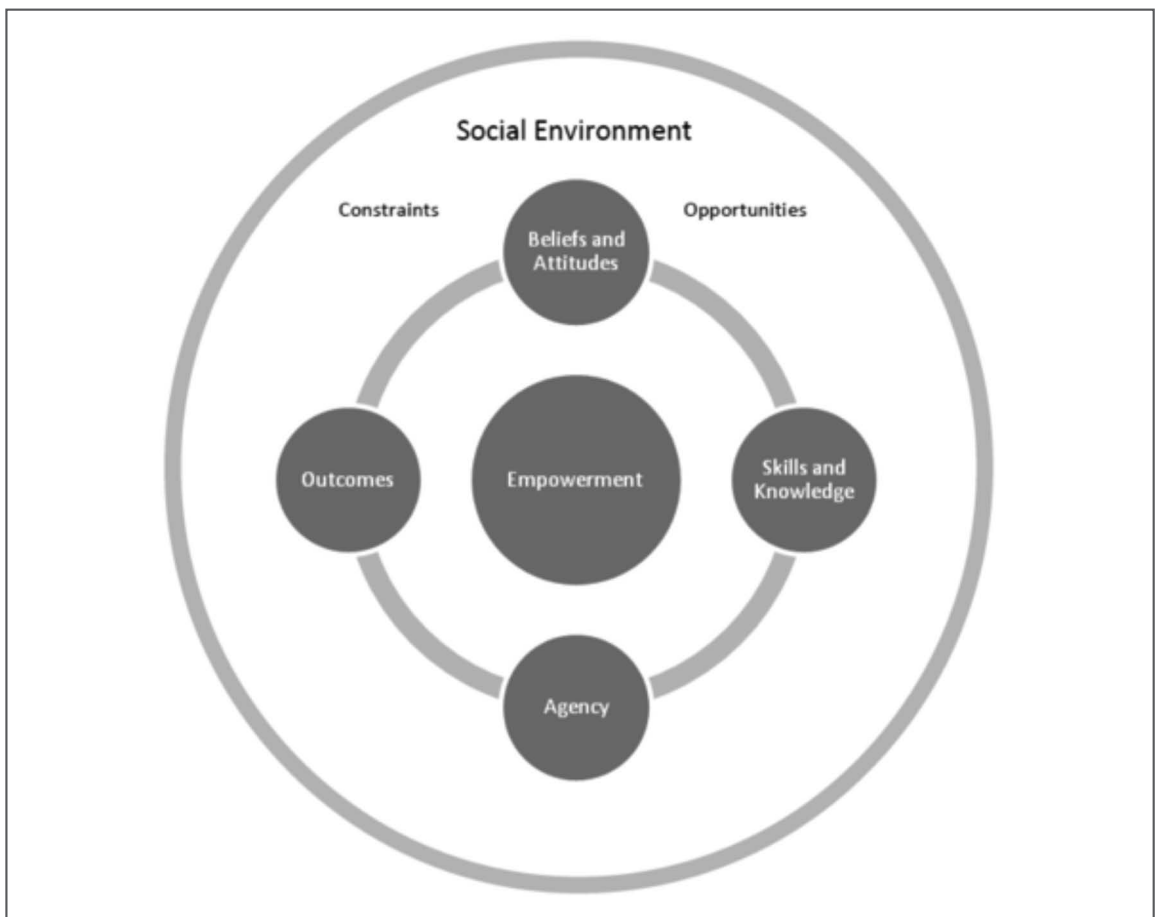 Social Environment
Constraints
Opportunities
Beliefs and
Attitudes
Outcomes
Empowerment
Skills and
Knowledge
Agency